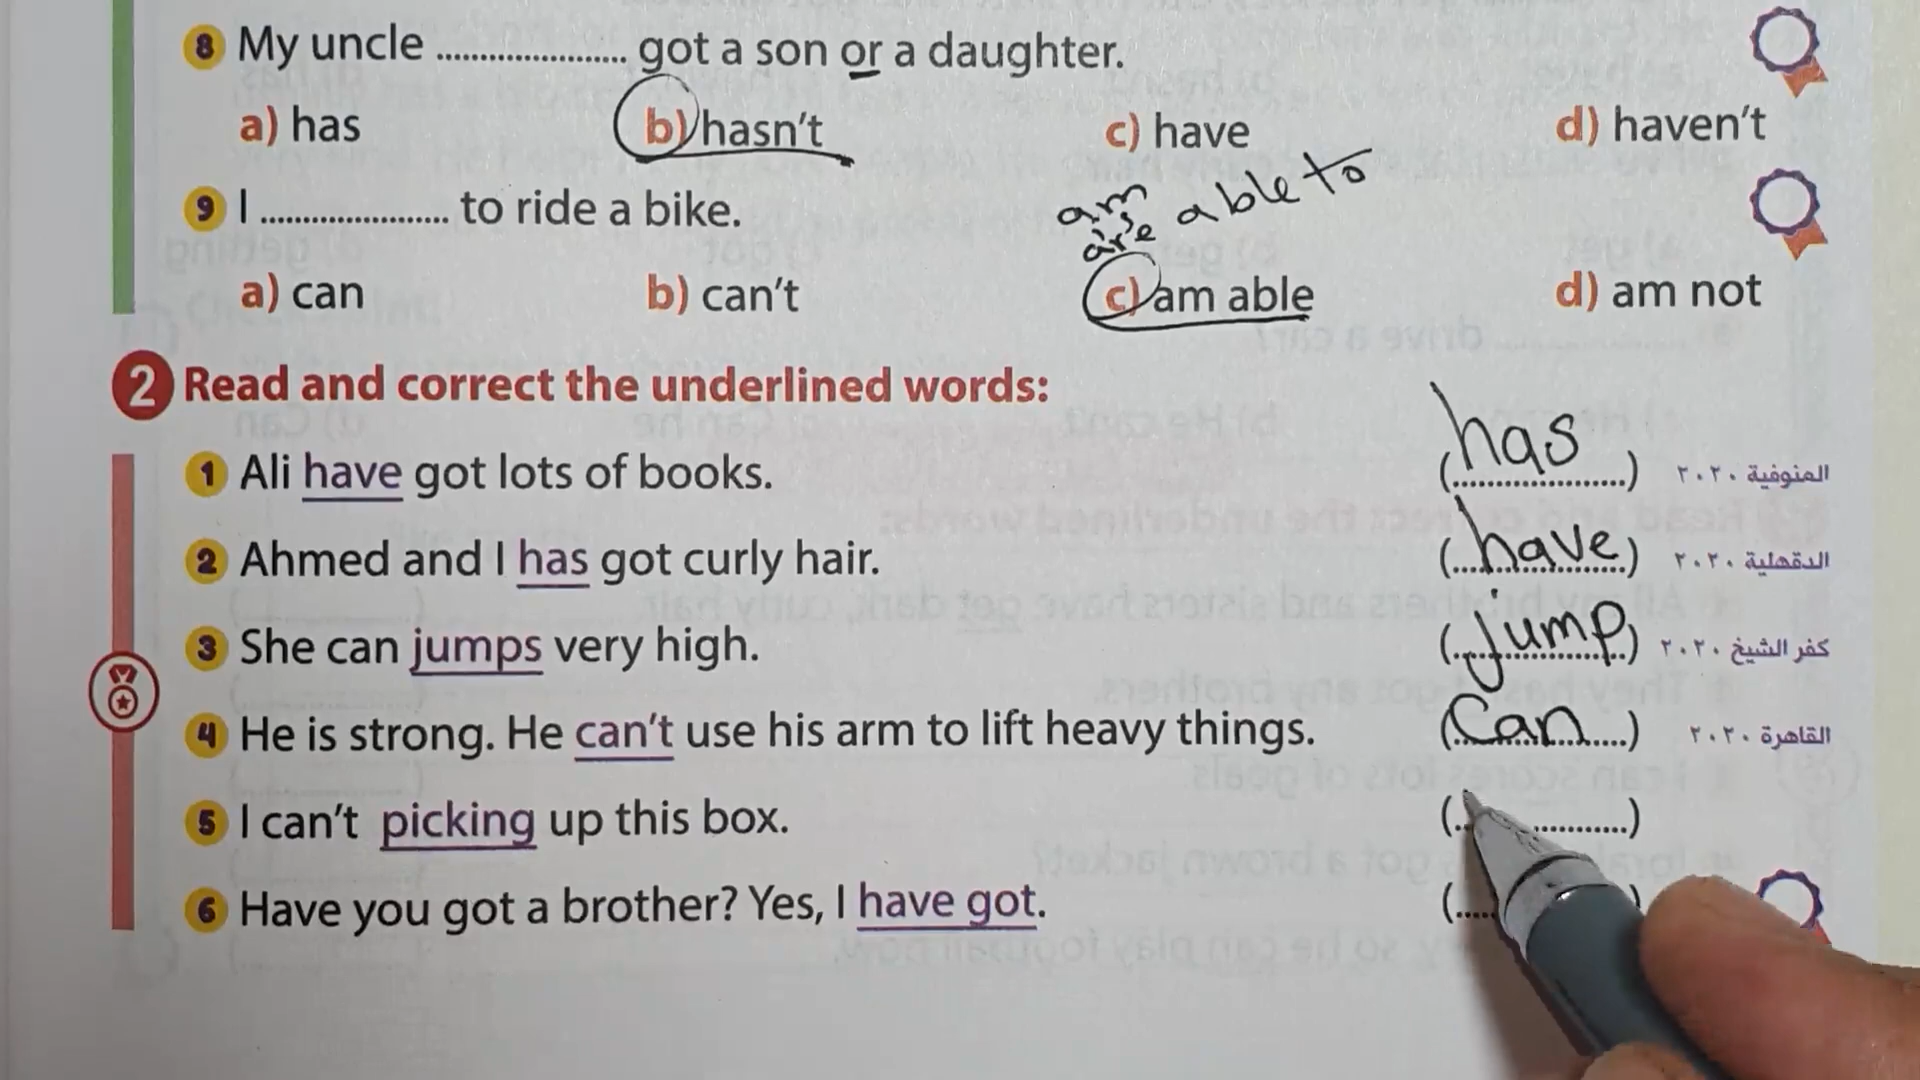 8 My uncle ..................... got a son or a daughter.
a) has b) hasn't c) have d) haven't
am 's are able to
9 I ..................... to ride a bike.
a) can b) can't c) am able d) am not
2 Read and correct the underlined words:
1 Ali have got lots of books. (has) المنوفية ٢٠٢٠
2 Ahmed and I has got curly hair. (have) الدقهلية ٢٠٢٠
3 She can jumps very high. (jump) كفر الشيخ ٢٠٢٠
4 He is strong. He can't use his arm to lift heavy things. (Can) القاهرة ٢٠٢٠
5 I can't picking up this box. (....................)
6 Have you got a brother? Yes, I have got. (.....